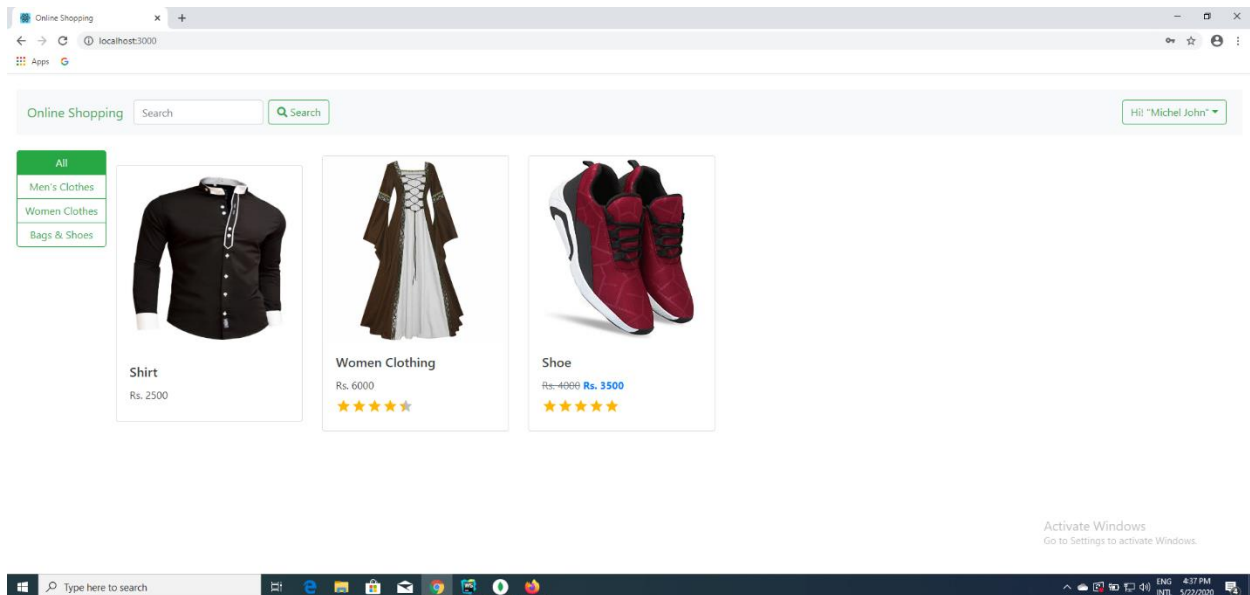 Online Shopping
localhost:3000
Apps
Online Shopping Search Search Hi! "Michel John"
All
Men's Clothes
Women Clothes
Bags & Shoes
Shirt
Rs. 2500
Women Clothing
Rs. 6000
Shoe
Rs. 4000 Rs. 3500
Activate Windows
Go to Settings to activate Windows.
Type here to search
ENG 4:37 PM
INTL 5/22/2020